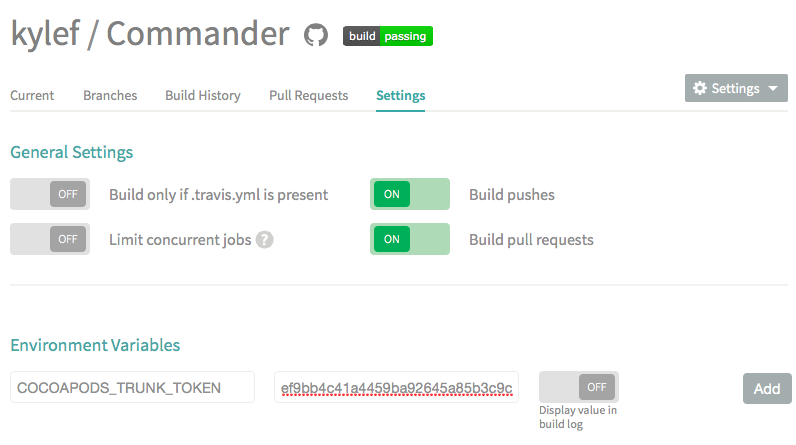 kylef / Commander build passing
Current Branches Build History Pull Requests Settings Settings
General Settings
OFF Build only if .travis.yml is present ON Build pushes
OFF Limit concurrent jobs ? ON Build pull requests
Environment Variables
COCOAPODS_TRUNK_TOKEN ef9bb4c41a4459ba92645a85b3c9c OFF Add
Display value in
build log